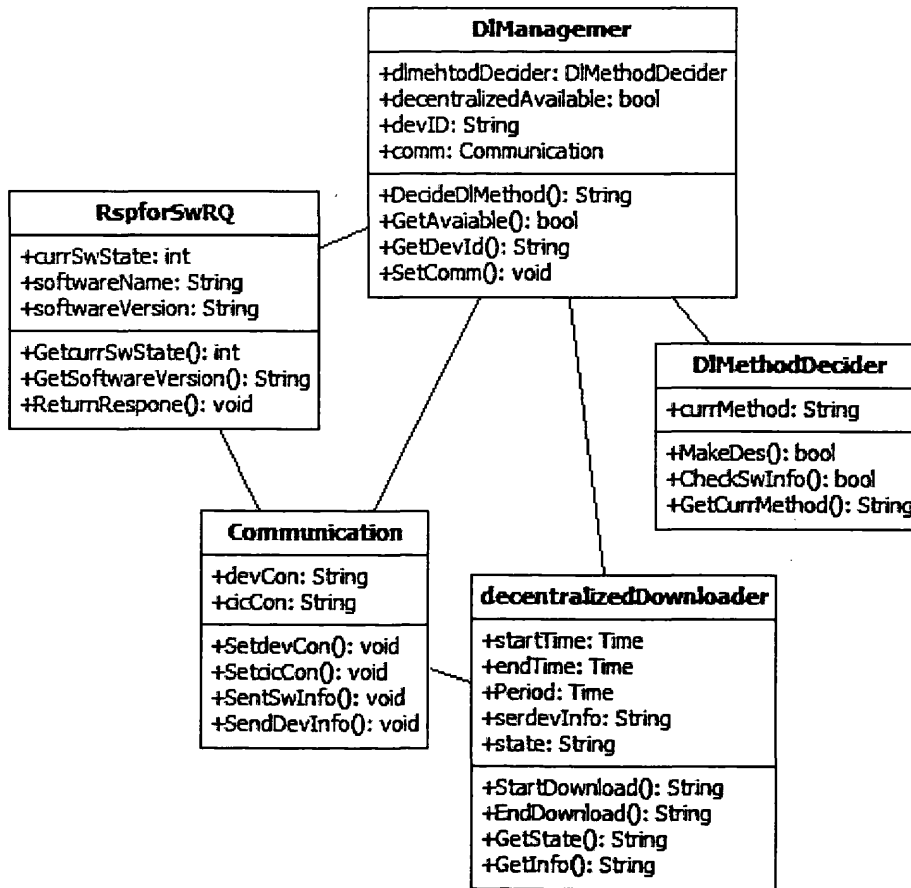 DlManagemer
+dlmehtodDecider: DlMethodDecider
+decentralizedAvailable: bool
+devID: String
+comm: Communication
+DecideDlMethod(): String
+GetAvaiable(): bool
+GetDevId(): String
+SetComm(): void
RspforSwRQ
+currSwState: int
+softwareName: String
+softwareVersion: String
+GetcurrSwState(): int
+GetSoftwareVersion(): String
+ReturnRespone(): void
DlMethodDecider
+currMethod: String
+MakeDes(): bool
+CheckSwInfo(): bool
+GetCurrMethod(): String
Communication
+devCon: String
+cicCon: String
+SetdevCon(): void
+SetcicCon(): void
+SentSwInfo(): void
+SendDevInfo(): void
decentralizedDownloader
+startTime: Time
+endTime: Time
+Period: Time
+serdevInfo: String
+state: String
+StartDownload(): String
+EndDownload(): String
+GetState(): String
+GetInfo(): String